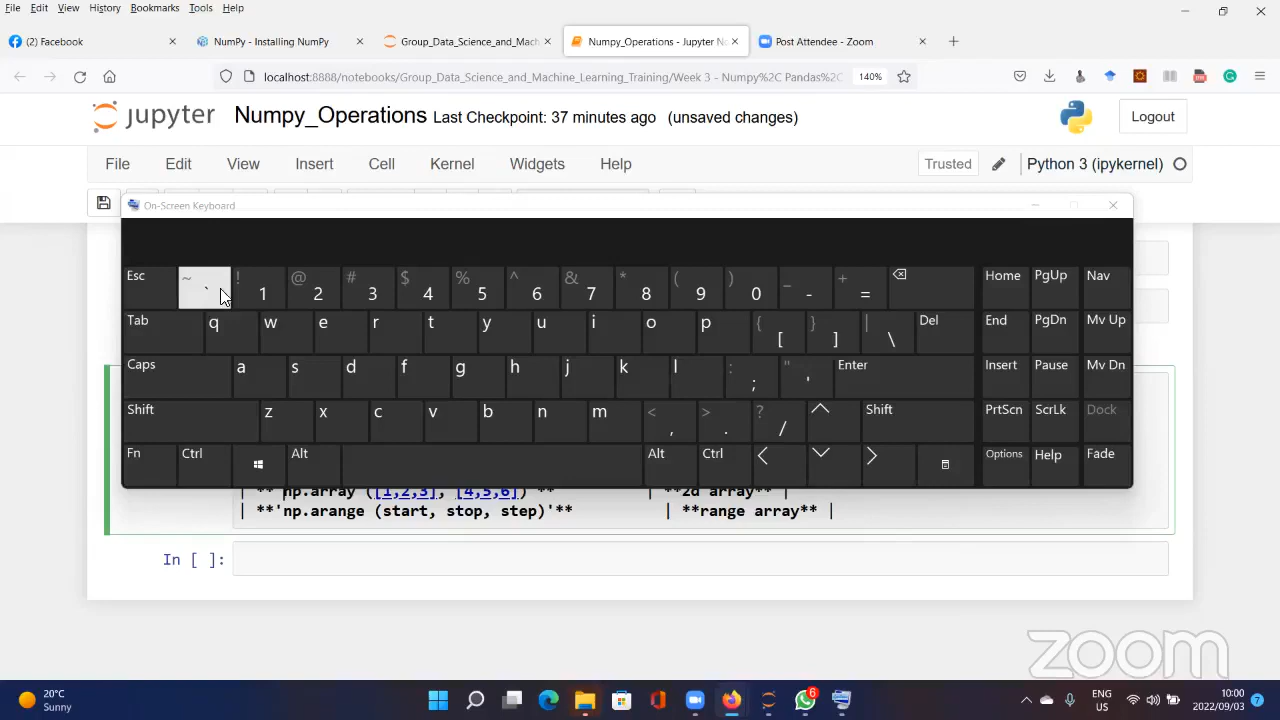 File Edit View History Bookmarks Tools Help
(2) Facebook
NumPy - Installing NumPy
Group_Data_Science_and_Mac
Numpy_Operations - Jupyter No
Post Attendee - Zoom
localhost:8888/notebooks/Group_Data_Science_and_Machine_Learning_Training/Week 3 - Numpy%2C Pandas%2C
140%
jupyter Numpy_Operations Last Checkpoint: 37 minutes ago (unsaved changes)
Logout
File Edit View Insert Cell Kernel Widgets Help
Trusted
Python 3 (ipykernel)
On-Screen Keyboard
Esc ~ ` ! 1 @ 2 # 3 $ 4 % 5 ^ 6 & 7 * 8 ( 9 ) 0 _ - + = Home PgUp Nav
Tab q w e r t y u i o p { [ } ] | \ Del End PgDn Mv Up
Caps a s d f g h j k l : ; " ' Enter Insert Pause Mv Dn
Shift z x c v b n m < , > . ? / Shift PrtScn ScrLk Dock
Fn Ctrl Alt Alt Ctrl Options Help Fade
| **`np.array ([1,2,3], [4,5,6])`** | **2d array** |
| **'np.arange (start, stop, step)'** | **range array** |
In [ ]:
zoom
20°C
Sunny
6
ENG
US
10:00
2022/09/03
7